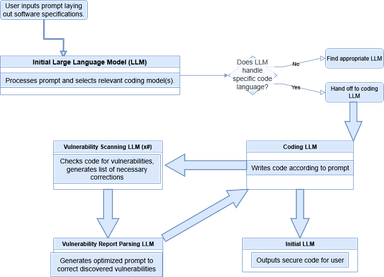 User inputs prompt laying
out software specifications.
Initial Large Language Model (LLM)
Processes prompt and selects relevant coding model(s).
Does LLM
handle
specific code
language?
No
Find appropriate LLM
Yes
Hand off to coding
LLM
Vulnerability Scanning LLM (x#)
Checks code for vulnerabilities,
generates list of necessary
corrections
Coding LLM
Writes code according to prompt
Vulnerability Report Parsing LLM
Generates optimized prompt to
correct discovered vulnerabilities
Initial LLM
Outputs secure code for user